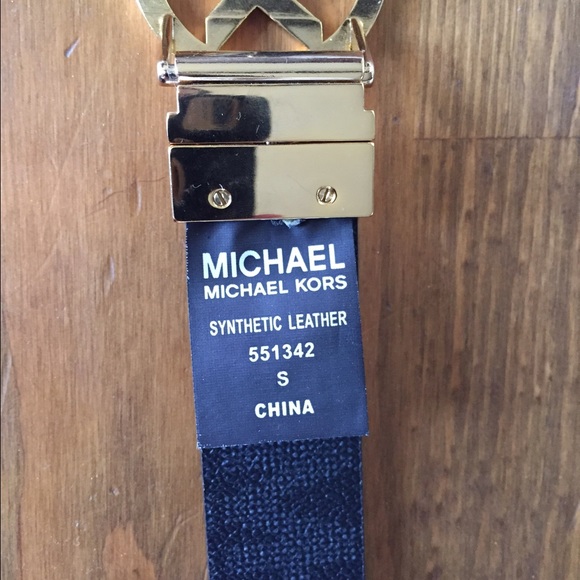 MICHAEL
MICHAEL KORS
SYNTHETIC LEATHER
551342
S
CHINA